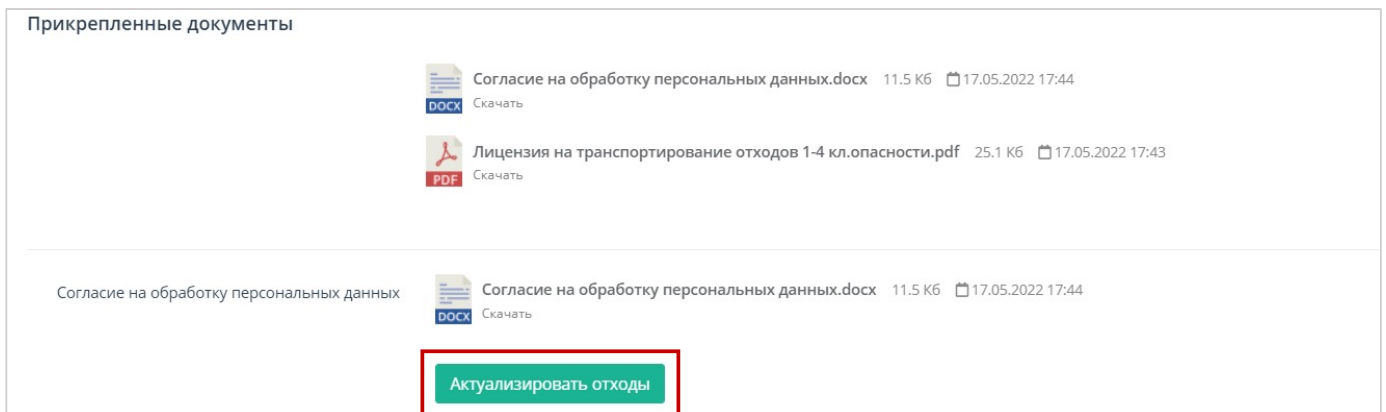 Прикрепленные документы
Согласие на обработку персональных данных.docx 11.5 Кб 17.05.2022 17:44
DOCX Скачать
Лицензия на транспортирование отходов 1-4 кл.опасности.pdf 25.1 Кб 17.05.2022 17:43
PDF Скачать
Согласие на обработку персональных данных Согласие на обработку персональных данных.docx 11.5 Кб 17.05.2022 17:44
DOCX Скачать
Актуализировать отходы